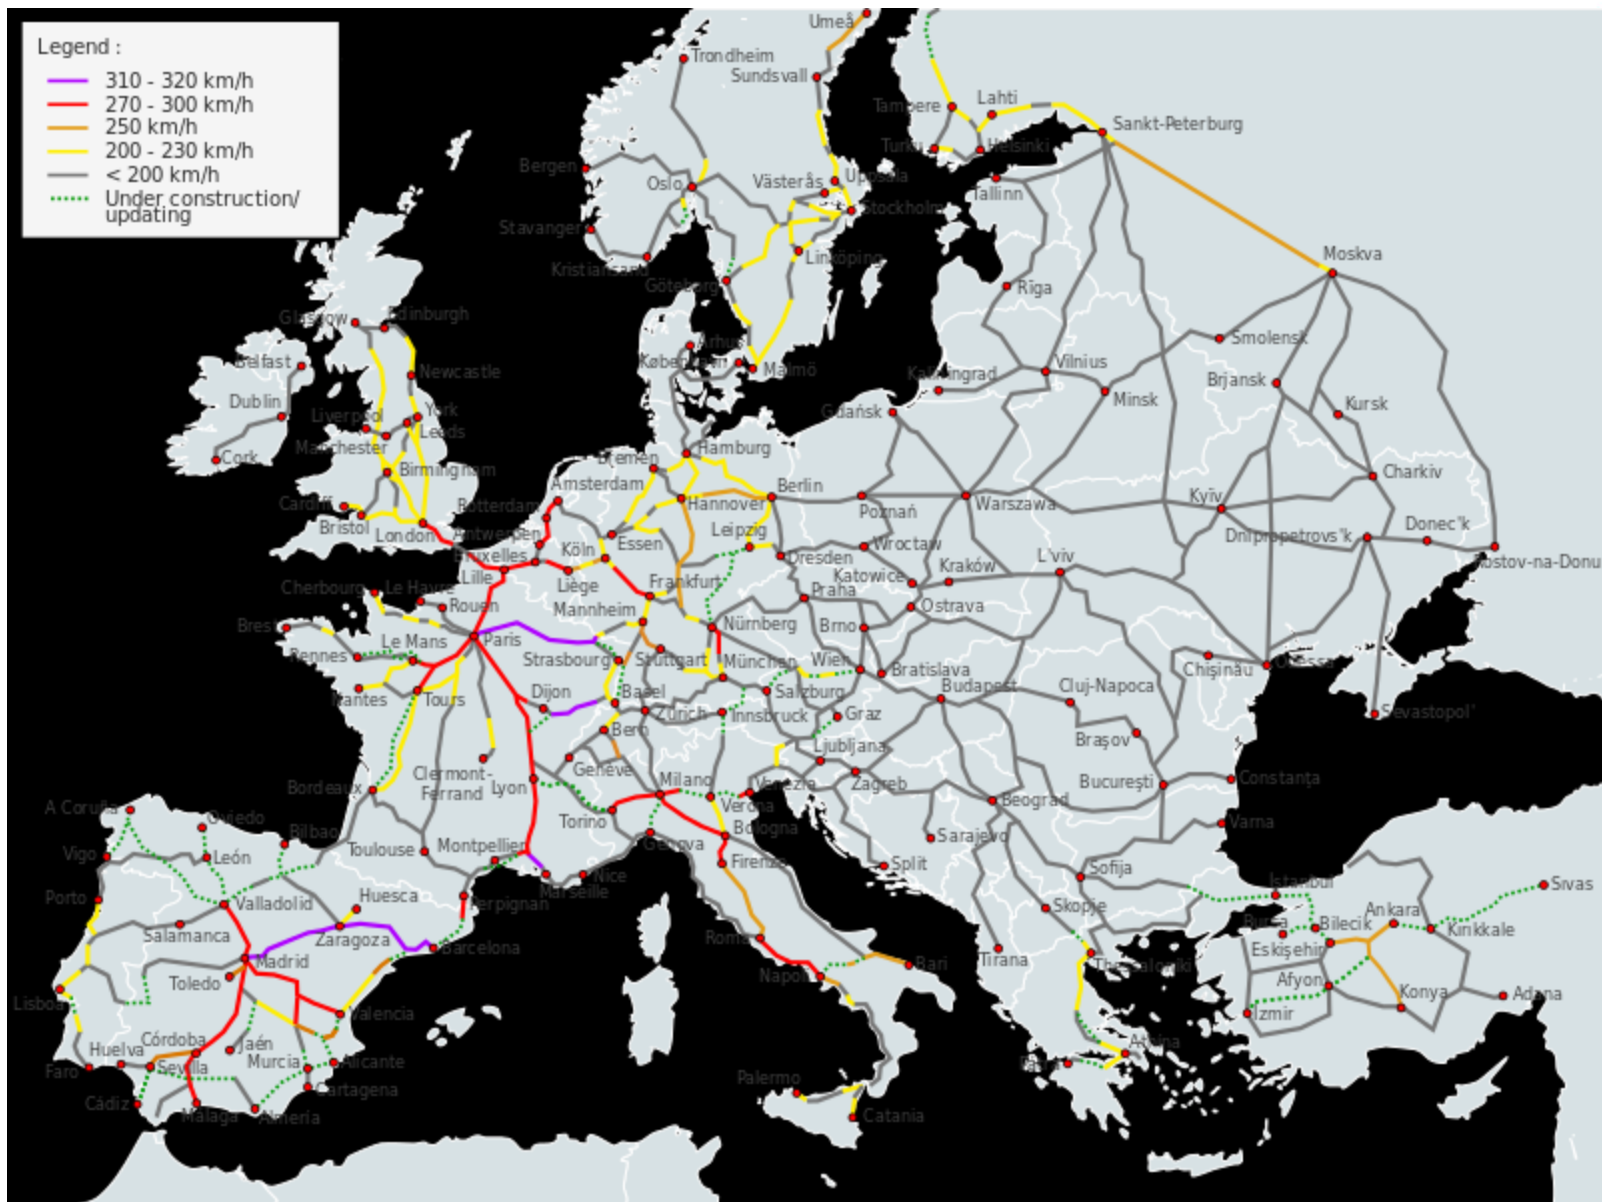 Legend :
310 - 320 km/h
270 - 300 km/h
250 km/h
200 - 230 km/h
< 200 km/h
Under construction/
updating
Umeå
Trondheim
Sundsvall
Lahti
Tampere
Sankt-Peterburg
Turku
Helsinki
Bergen
Oslo
Västerås
Uppsala
Tallinn
Stockholm
Stavanger
Moskva
Linköping
Kristiansand
Göteborg
Rīga
Glasgow
Edinburgh
Smolensk
Århus
Belfast
København
Vilnius
Newcastle
Malmö
Kaliningrad
Brjansk
Minsk
Dublin
Gdańsk
Kursk
Liverpool
York
Leeds
Manchester
Hamburg
Cork
Bremen
Birmingham
Charkiv
Amsterdam
Berlin
Cardiff
Rotterdam
Hannover
Warszawa
Kyïv
Poznań
Bristol
London
Antwerpen
Essen
Leipzig
Donec'k
Dnipropetrovs'k
Bruxelles
Köln
Wrocław
Dresden
L'viv
Rostov-na-Donu
Lille
Liège
Frankfurt
Katowice
Kraków
Cherbourg
Le Havre
Praha
Rouen
Mannheim
Ostrava
Brest
Le Mans
Paris
Nürnberg
Brno
Rennes
Strasbourg
Stuttgart
München
Wien
Bratislava
Chişinău
Odessa
Nantes
Tours
Dijon
Basel
Salzburg
Budapest
Cluj-Napoca
Zürich
Innsbruck
Graz
Sevastopol'
Bern
Braşov
Ljubljana
Clermont-
Ferrand
Genève
Bordeaux
Lyon
Milano
Venezia
Zagreb
Bucureşti
Constanţa
A Coruña
Verona
Beograd
Oviedo
Torino
Varna
Bilbao
Bologna
Sarajevo
Vigo
León
Toulouse
Montpellier
Genova
Firenze
Split
Sofija
Nice
Marseille
Istanbul
Sıvas
Porto
Valladolid
Huesca
Perpignan
Skopje
Bursa
Bilecik
Ankara
Salamanca
Zaragoza
Barcelona
Roma
Kırıkkale
Eskişehir
Madrid
Tirana
Thessaloniki
Toledo
Napoli
Bari
Afyon
Konya
Adana
Lisboa
Valencia
Izmir
Córdoba
Jaén
Huelva
Murcia
Alicante
Athina
Faro
Sevilla
Patra
Palermo
Cartagena
Cádiz
Málaga
Almería
Catania